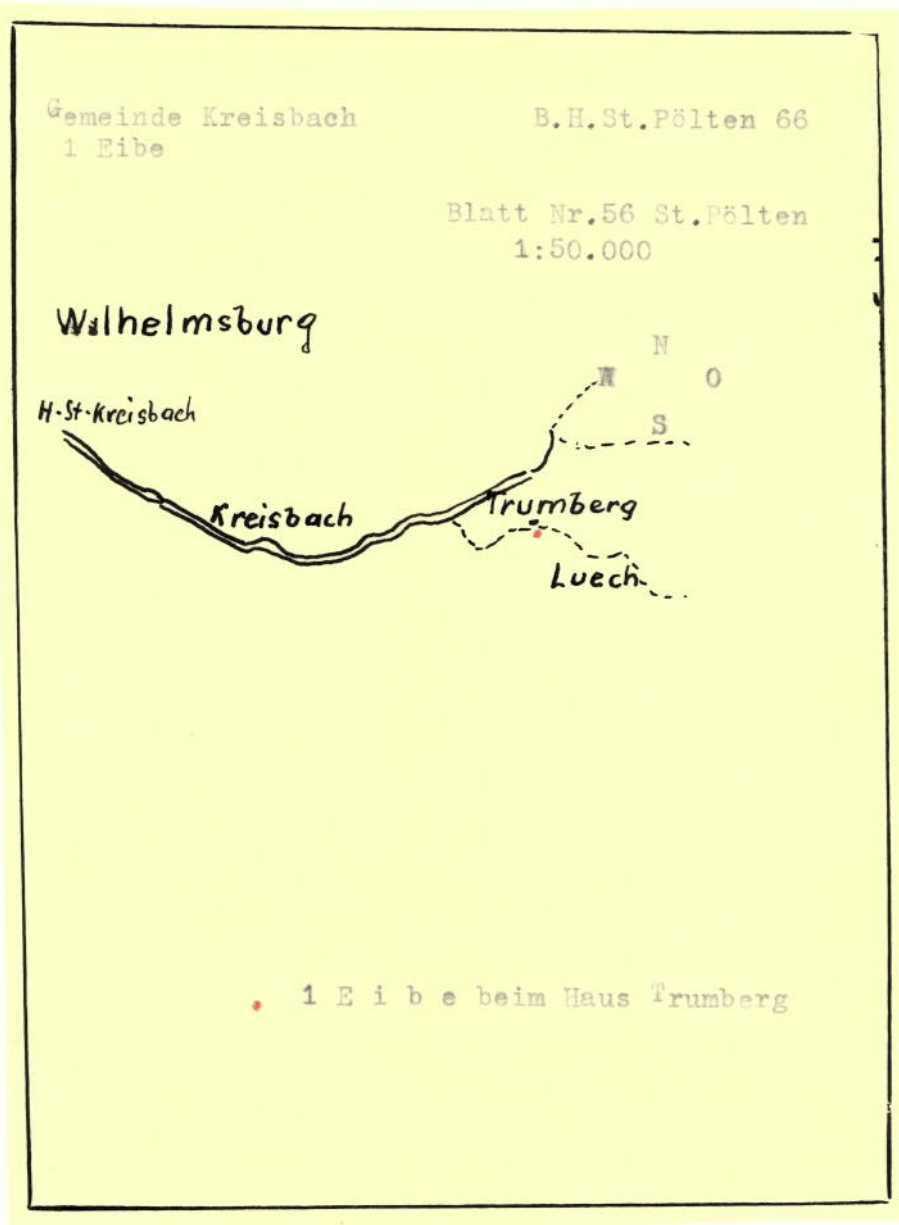 Gemeinde Kreisbach B.H.St.Pölten 66
1 Eibe
Blatt Nr.56 St.Pölten
1:50.000
Wilhelmsburg
N
W O
S
H.St.Kreisbach
Kreisbach
Trumberg
Luech
1 E i b e beim Haus Trumberg